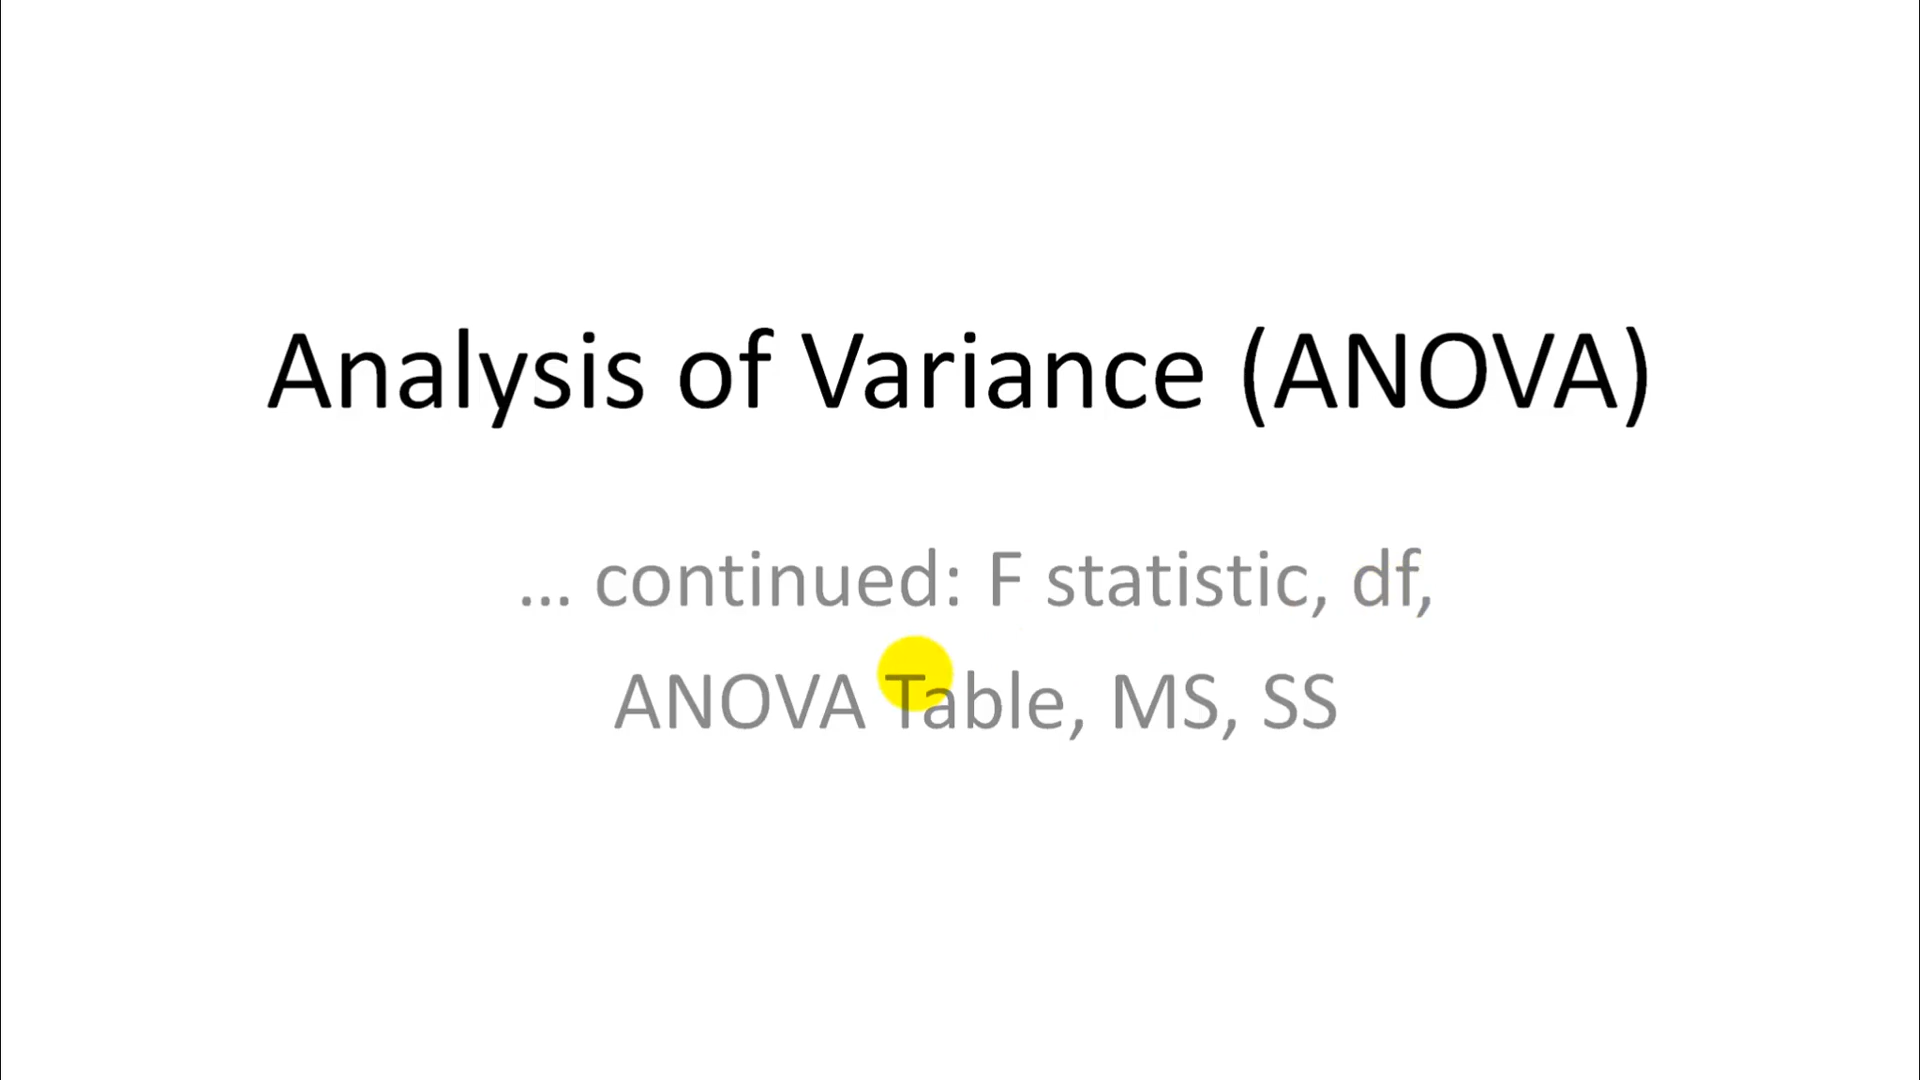 Analysis of Variance (ANOVA)
... continued: F statistic, df,
ANOVA Table, MS, SS